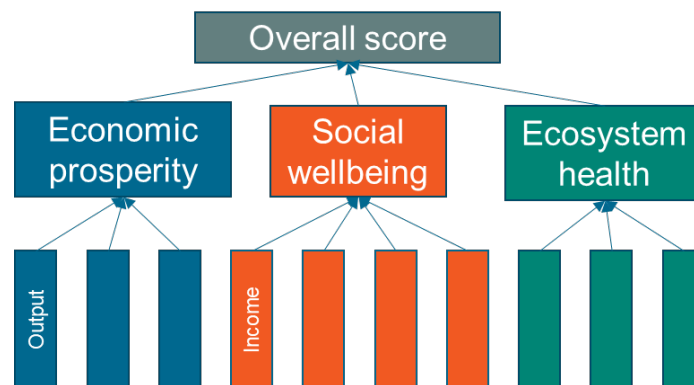 Overall score
Economic
prosperity
Social
wellbeing
Ecosystem
health
Output
Income